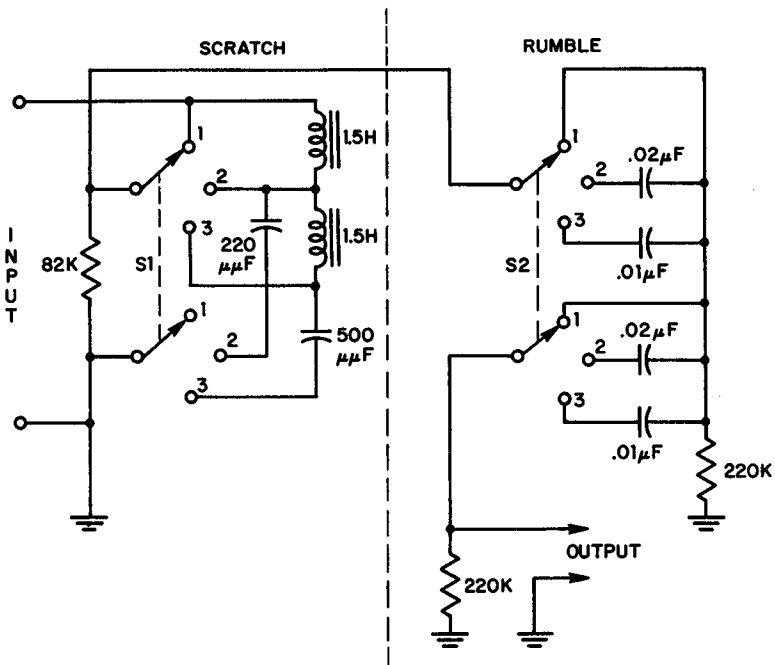 SCRATCH
RUMBLE
1
1.5H
2
3
220
μμF
1.5H
INPUT
82K
S1
1
2
3
500
μμF
1
.02μF
2
3
.01μF
S2
1
.02μF
2
3
.01μF
220K
OUTPUT
220K